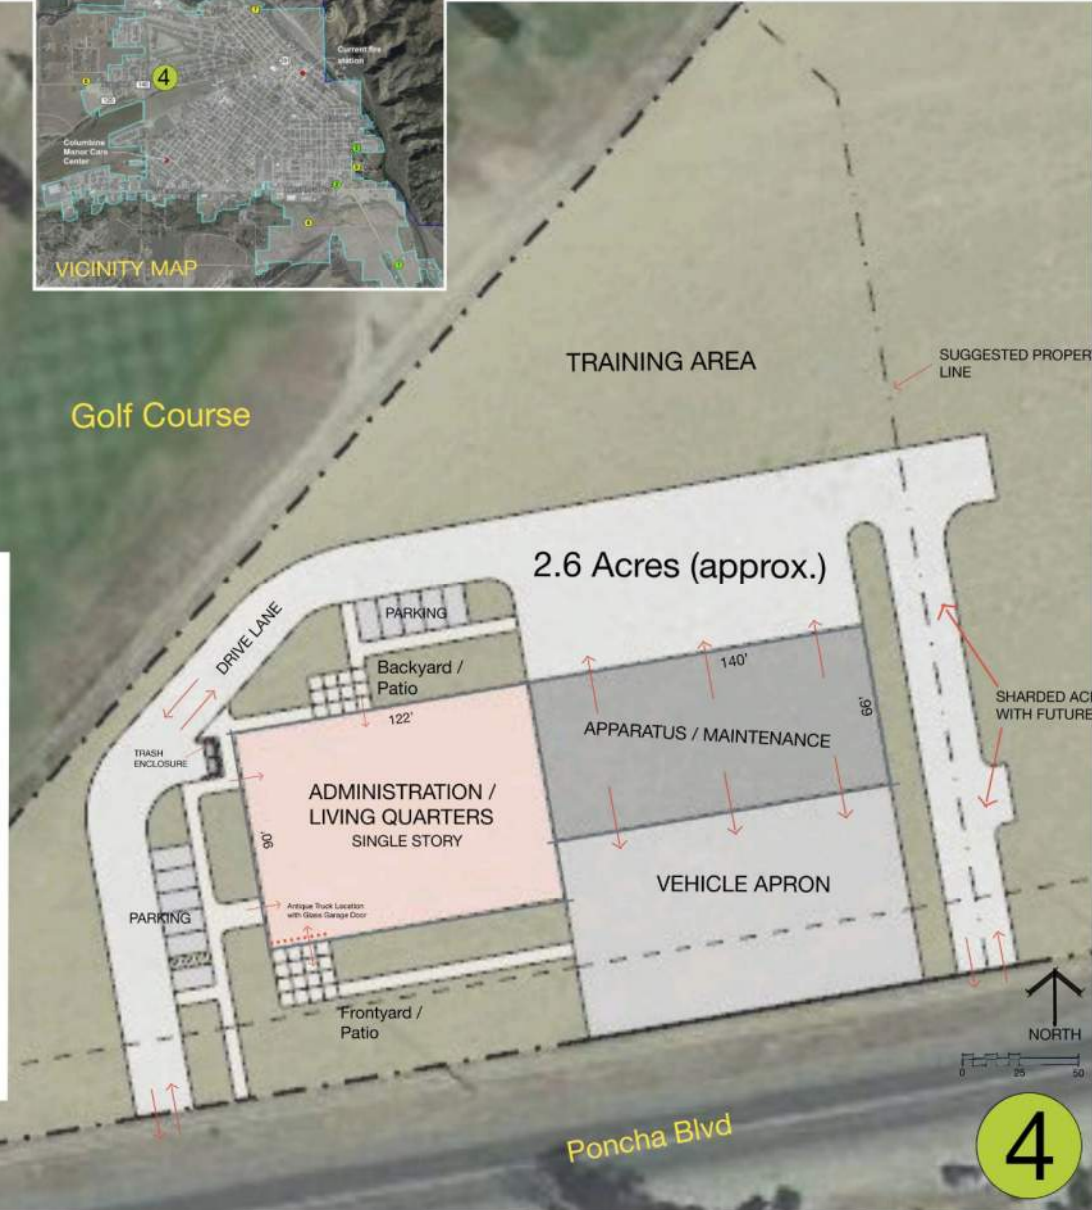 Current fire
station
4
Columbine
Manor Care
Center
VICINITY MAP
TRAINING AREA
SUGGESTED PROPER
LINE
Golf Course
2.6 Acres (approx.)
PARKING
DRIVE LANE
Backyard /
Patio
140'
122'
66'
SHARDED AC
WITH FUTURE
APPARATUS / MAINTENANCE
TRASH
ENCLOSURE
ADMINISTRATION /
LIVING QUARTERS
SINGLE STORY
90'
VEHICLE APRON
Antique Truck Location
with Glass Garage Door
PARKING
Frontyard /
Patio
NORTH
0 25 50
Poncha Blvd
4